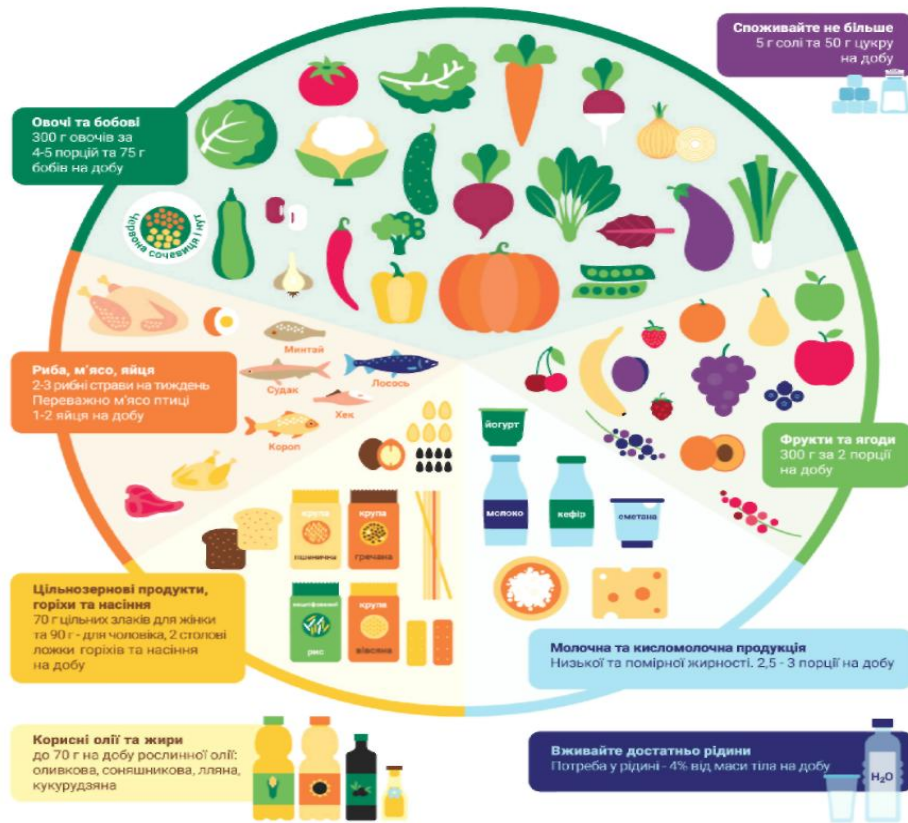 Споживайте не більше
5 г солі та 50 г цукру
на добу
Овочі та бобові
300 г овочів за
4-5 порцій та 75 г
бобів на добу
Червона сочевиця і нут
Риба, м'ясо, яйця
2-3 рибні страви на тиждень
Переважно м'ясо птиці
1-2 яйця на добу
Минтай
Судак
Лосось
Хек
Короп
Фрукти та ягоди
300 г за 2 порції
на добу
йогурт
молоко
кефір
сметана
крупа
пшенична
крупа
гречана
рис
крупа
вівсяна
Цільнозернові продукти,
горіхи та насіння
70 г цільних злаків для жінки
та 90 г - для чоловіка, 2 столові
ложки горіхів та насіння
на добу
Молочна та кисломолочна продукція
Низької та помірної жирності. 2,5 - 3 порції на добу
Корисні олії та жири
до 70 г на добу рослинної олії:
оливкова, соняшникова, лляна,
кукурудзяна
Вживайте достатньо рідини
Потреба у рідині - 4% від маси тіла на добу
H₂O